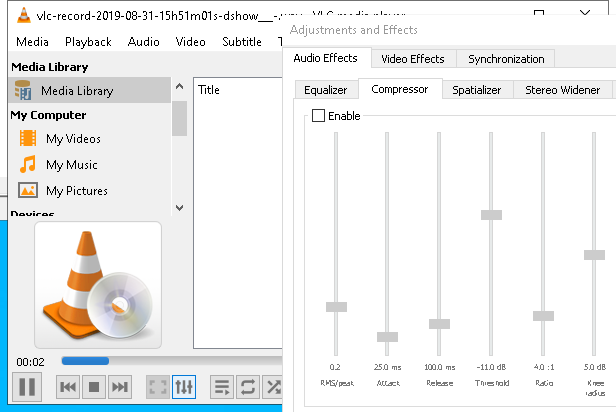 vlc-record-2019-08-31-15h51m01s-dshow___-.wav - VLC media player
Adjustments and Effects
Media Playback Audio Video Subtitle
Audio Effects Video Effects Synchronization
Media Library
Media Library
Title
Equalizer Compressor Spatializer Stereo Widener
My Computer
Enable
My Videos
My Music
My Pictures
Devices
00:02
0.2 25.0 ms 100.0 ms -11.0 dB 4.0 :1 5.0 dB
RMS/peak Attack Release Threshold Ratio Knee
radius